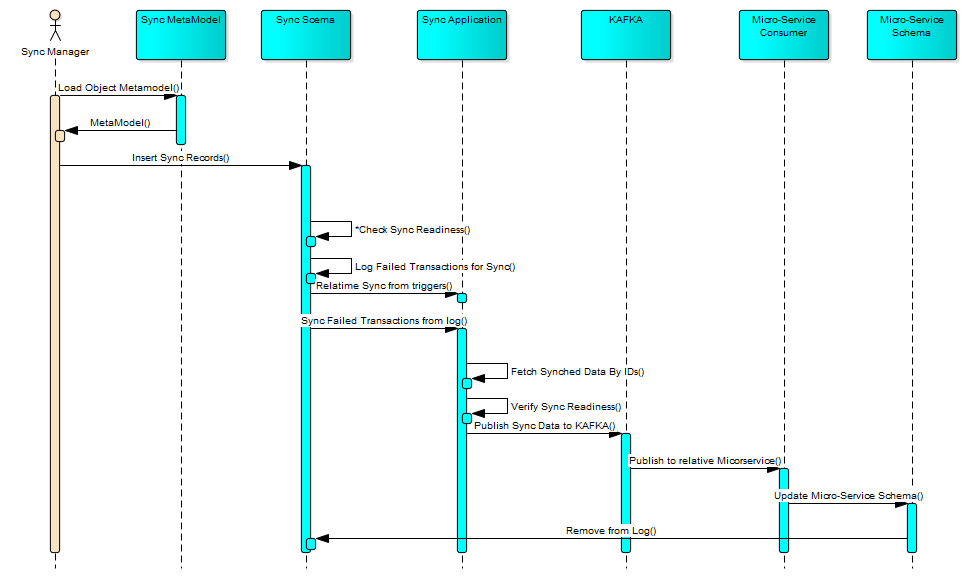 Sync Manager
Sync MetaModel
Sync Scema
Sync Application
KAFKA
Micro-Service
Consumer
Micro-Service
Schema
Load Object Metamodel()
MetaModel()
Insert Sync Records()
*Check Sync Readiness()
Log Failed Transactions for Sync()
Relatime Sync from triggers()
Sync Failed Transactions from log()
Fetch Synched Data By IDs()
Verify Sync Readiness()
Publish Sync Data to KAFKA()
Publish to relative Micorservice()
Update Micro-Service Schema()
Remove from Log()